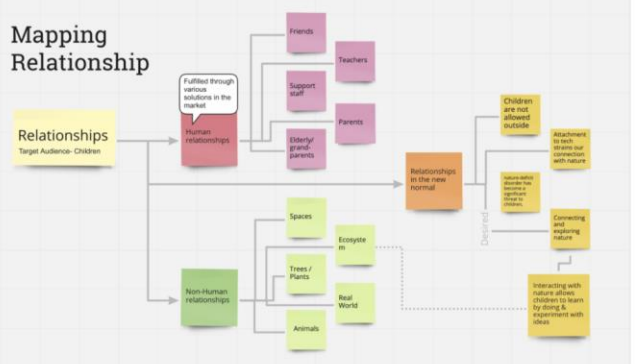 Mapping
Relationship
Relationships
Target Audience- Children
Fulfilled through
various
solutions in the
market
Human
relationships
Friends
Teachers
Support
staff
Parents
Elderly/
grand-
parents
Relationships
in the new
normal
Children
are not
allowed
outside
Attachment
to tech
strains our
connection
with nature
nature-deficit
disorder has
become a
significant
threat to
children.
Desired
Connecting
and
exploring
nature
Interacting with
nature allows
children to learn
by doing &
experiment with
ideas
Non-Human
relationships
Spaces
Ecosyste
m
Trees /
Plants
Real
World
Animals